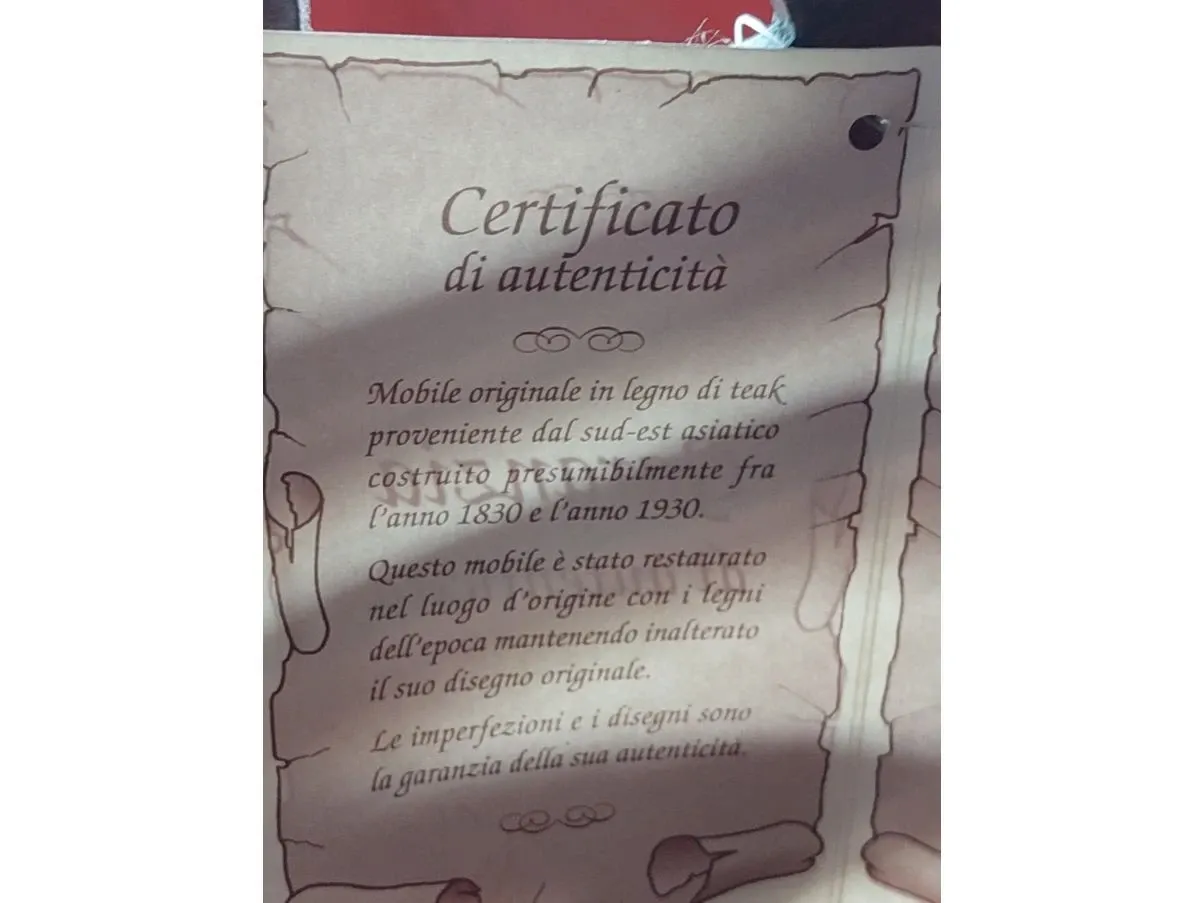 Certificato
di autenticità
Mobile originale in legno di teak
proveniente dal sud-est asiatico
costruito presumibilmente fra
l'anno 1830 e l'anno 1930.
Questo mobile è stato restaurato
nel luogo d'origine con i legni
dell'epoca mantenendo inalterato
il suo disegno originale.
Le imperfezioni e i disegni sono
la garanzia della sua autenticità.